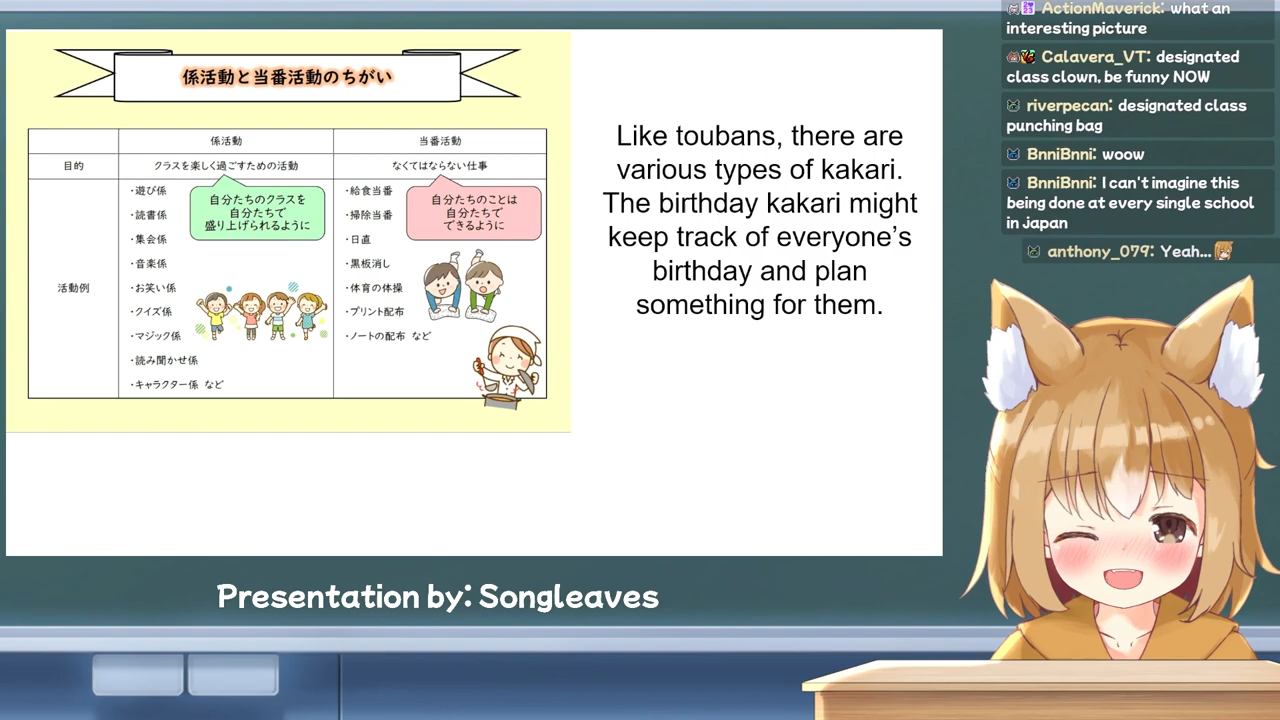 係活動と当番活動のちがい
係活動
当番活動
目的
クラスを楽しく過ごすための活動
なくてはならない仕事
活動例
・遊び係
・読書係
・集会係
・音楽係
・お笑い係
・クイズ係
・マジック係
・読み聞かせ係
・キャラクター係 など
自分たちのクラスを
自分たちで
盛り上げられるように
・給食当番
・掃除当番
・日直
・黒板消し
・体育の体操
・プリント配布
・ノートの配布 など
自分たちのことは
自分たちで
できるように
Like toubans, there are
various types of kakari.
The birthday kakari might
keep track of everyone’s
birthday and plan
something for them.
Presentation by: Songleaves
ActionMaverick: what an
interesting picture
Calavera_VT: designated
class clown, be funny NOW
riverpecan: designated class
punching bag
BnniBnni: woow
BnniBnni: I can't imagine this
being done at every single school
in Japan
anthony_079: Yeah...